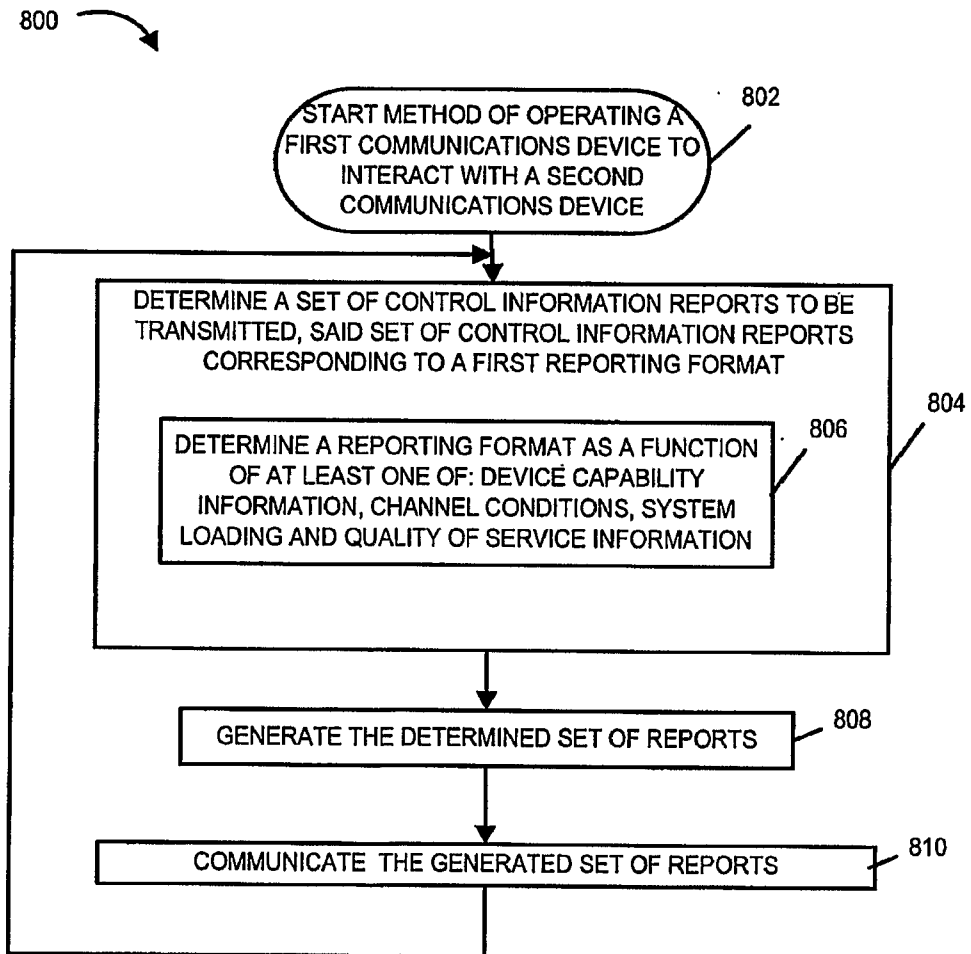 800
START METHOD OF OPERATING A
FIRST COMMUNICATIONS DEVICE TO
INTERACT WITH A SECOND
COMMUNICATIONS DEVICE
802
DETERMINE A SET OF CONTROL INFORMATION REPORTS TO BE
TRANSMITTED, SAID SET OF CONTROL INFORMATION REPORTS
CORRESPONDING TO A FIRST REPORTING FORMAT
804
DETERMINE A REPORTING FORMAT AS A FUNCTION
OF AT LEAST ONE OF: DEVICE CAPABILITY
INFORMATION, CHANNEL CONDITIONS, SYSTEM
LOADING AND QUALITY OF SERVICE INFORMATION
806
GENERATE THE DETERMINED SET OF REPORTS
808
COMMUNICATE THE GENERATED SET OF REPORTS
810